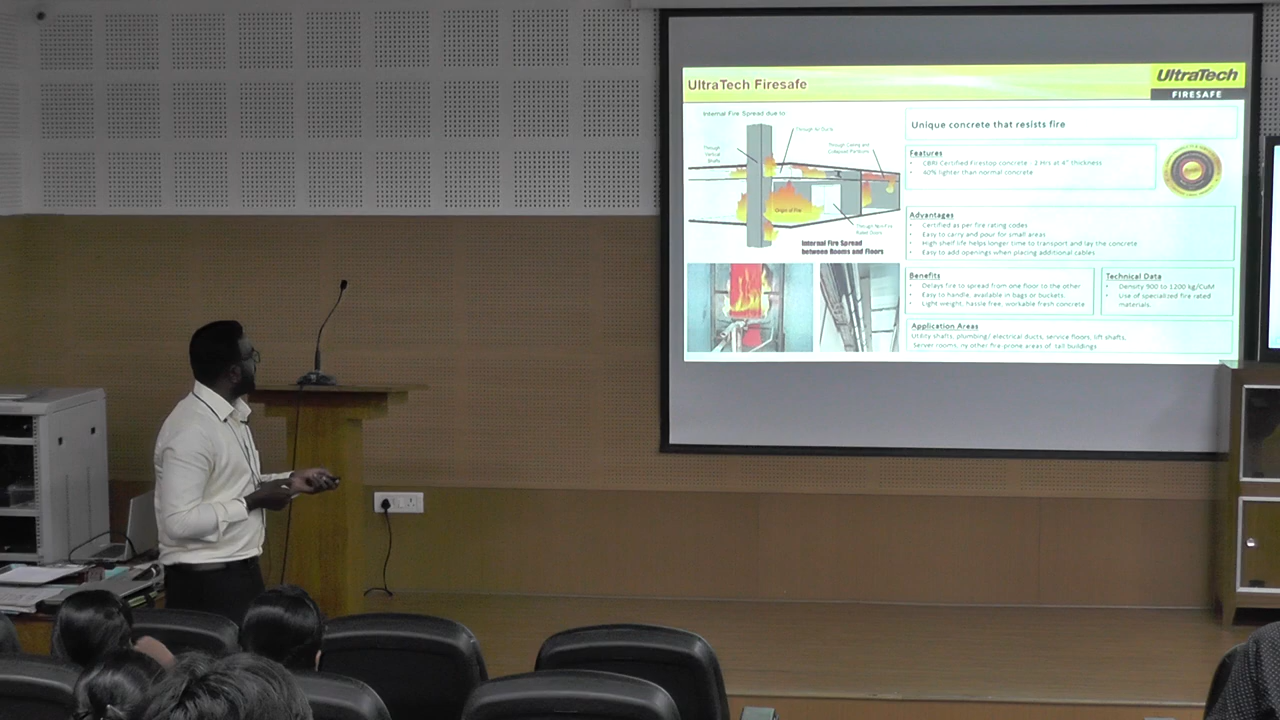 UltraTech Firesafe
UltraTech
FIRESAFE
Internal Fire Spread due to
Through Air Ducts
Through Vertical Shafts
Through Ceiling and
Collapsed Partitions
Origin of Fire
Through Non-Fire
Rated Doors
Internal Fire Spread
between Rooms and Floors
Unique concrete that resists fire
Features
• CBRI Certified Firestop concrete - 2 Hrs at 4" thickness
• 40% lighter than normal concrete
Advantages
• Certified as per fire rating codes
• Easy to carry and pour for small areas
• High shelf life helps longer time to transport and lay the concrete
• Easy to add openings when placing additional cables
Benefits
• Delays fire to spread from one floor to the other
• Easy to handle, available in bags or buckets,
• Light weight, hassle free, workable fresh concrete
Technical Data
• Density 900 to 1200 kg/CuM
• Use of specialized fire rated
materials.
Application Areas
Utility shafts, plumbing/ electrical ducts, service floors, lift shafts,
Server rooms, ny other fire-prone areas of tall buildings